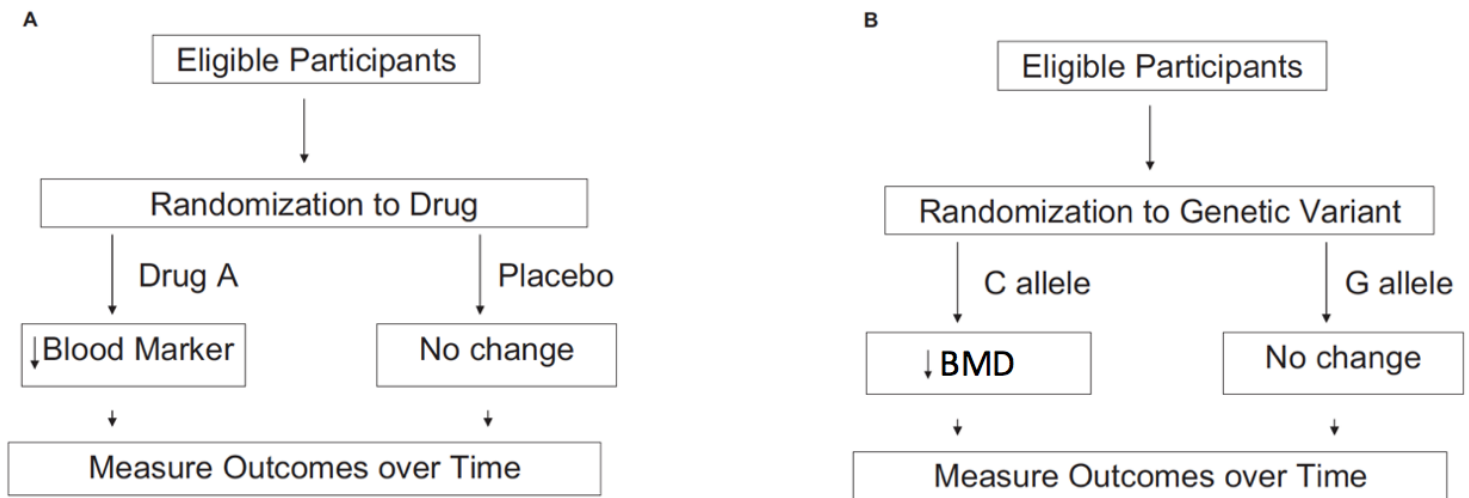 A
Eligible Participants
Randomization to Drug
Drug A
Placebo
↓Blood Marker
No change
Measure Outcomes over Time
B
Eligible Participants
Randomization to Genetic Variant
C allele
G allele
↓BMD
No change
Measure Outcomes over Time